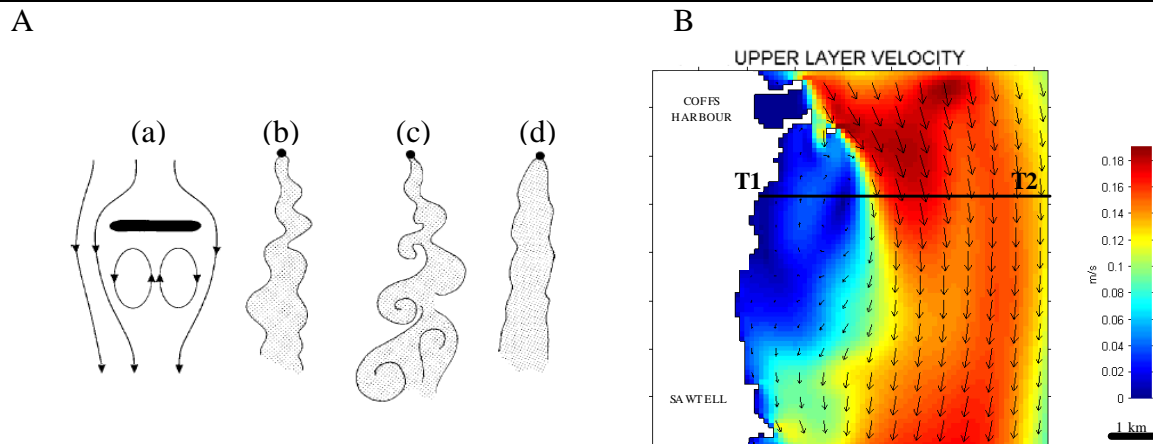 A
B
(a)
(b)
(c)
(d)
UPPER LAYER VELOCITY
COFFS
HARBOUR
T1
T2
SAWTELL
0.18
0.16
0.14
0.12
0.1
0.08
0.06
0.04
0.02
0
m/s
1 km